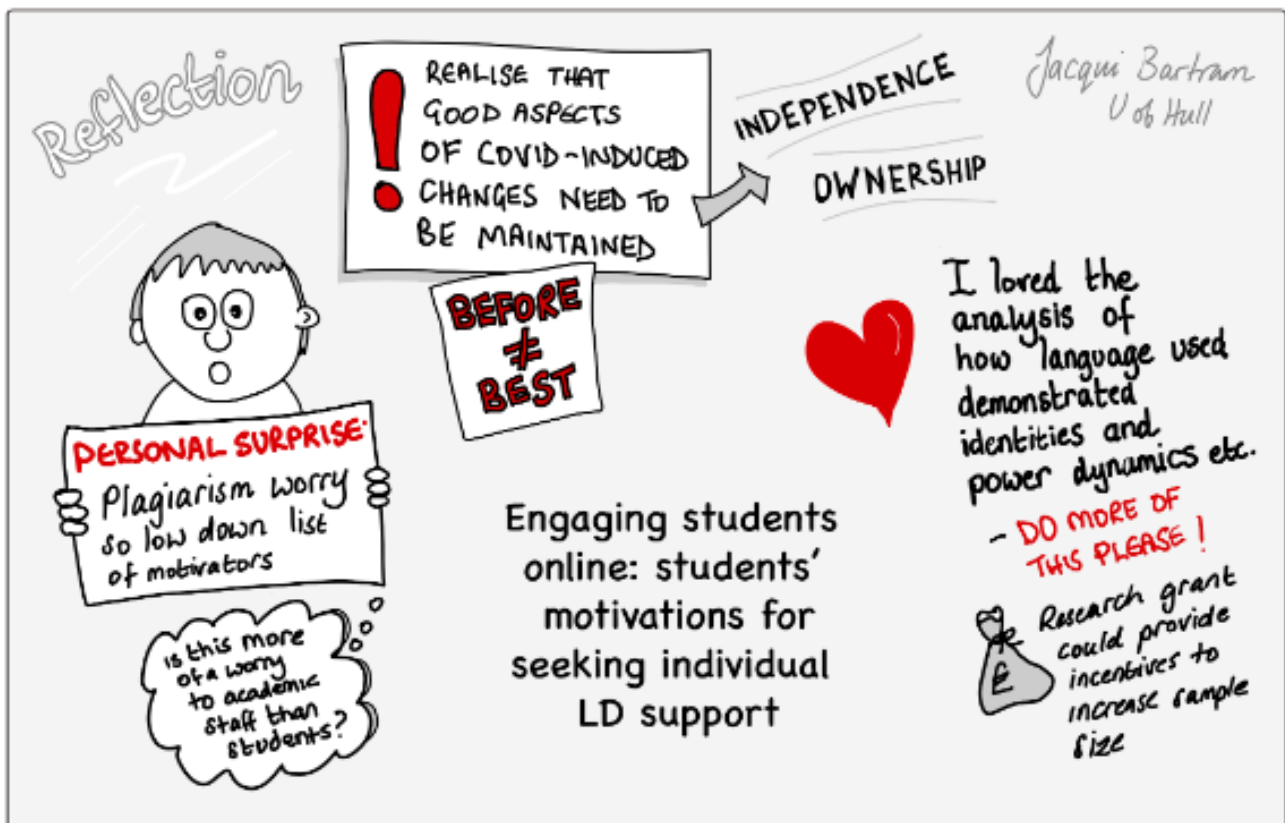 Reflection
REALISE THAT
GOOD ASPECTS
OF COVID-INDUCED
CHANGES NEED TO
BE MAINTAINED
INDEPENDENCE
OWNERSHIP
Jacqui Bartram
U of Hull
BEFORE
≠
BEST
PERSONAL SURPRISE:
Plagiarism worry
so low down list
of motivators
Is this more
of a worry
to academic
staff than
students?
Engaging students
online: students’
motivations for
seeking individual
LD support
I loved the
analysis of
how language used
demonstrated
identities and
power dynamics etc.
- DO MORE OF
THIS PLEASE!
£
Research grant
could provide
incentives to
increase sample
size